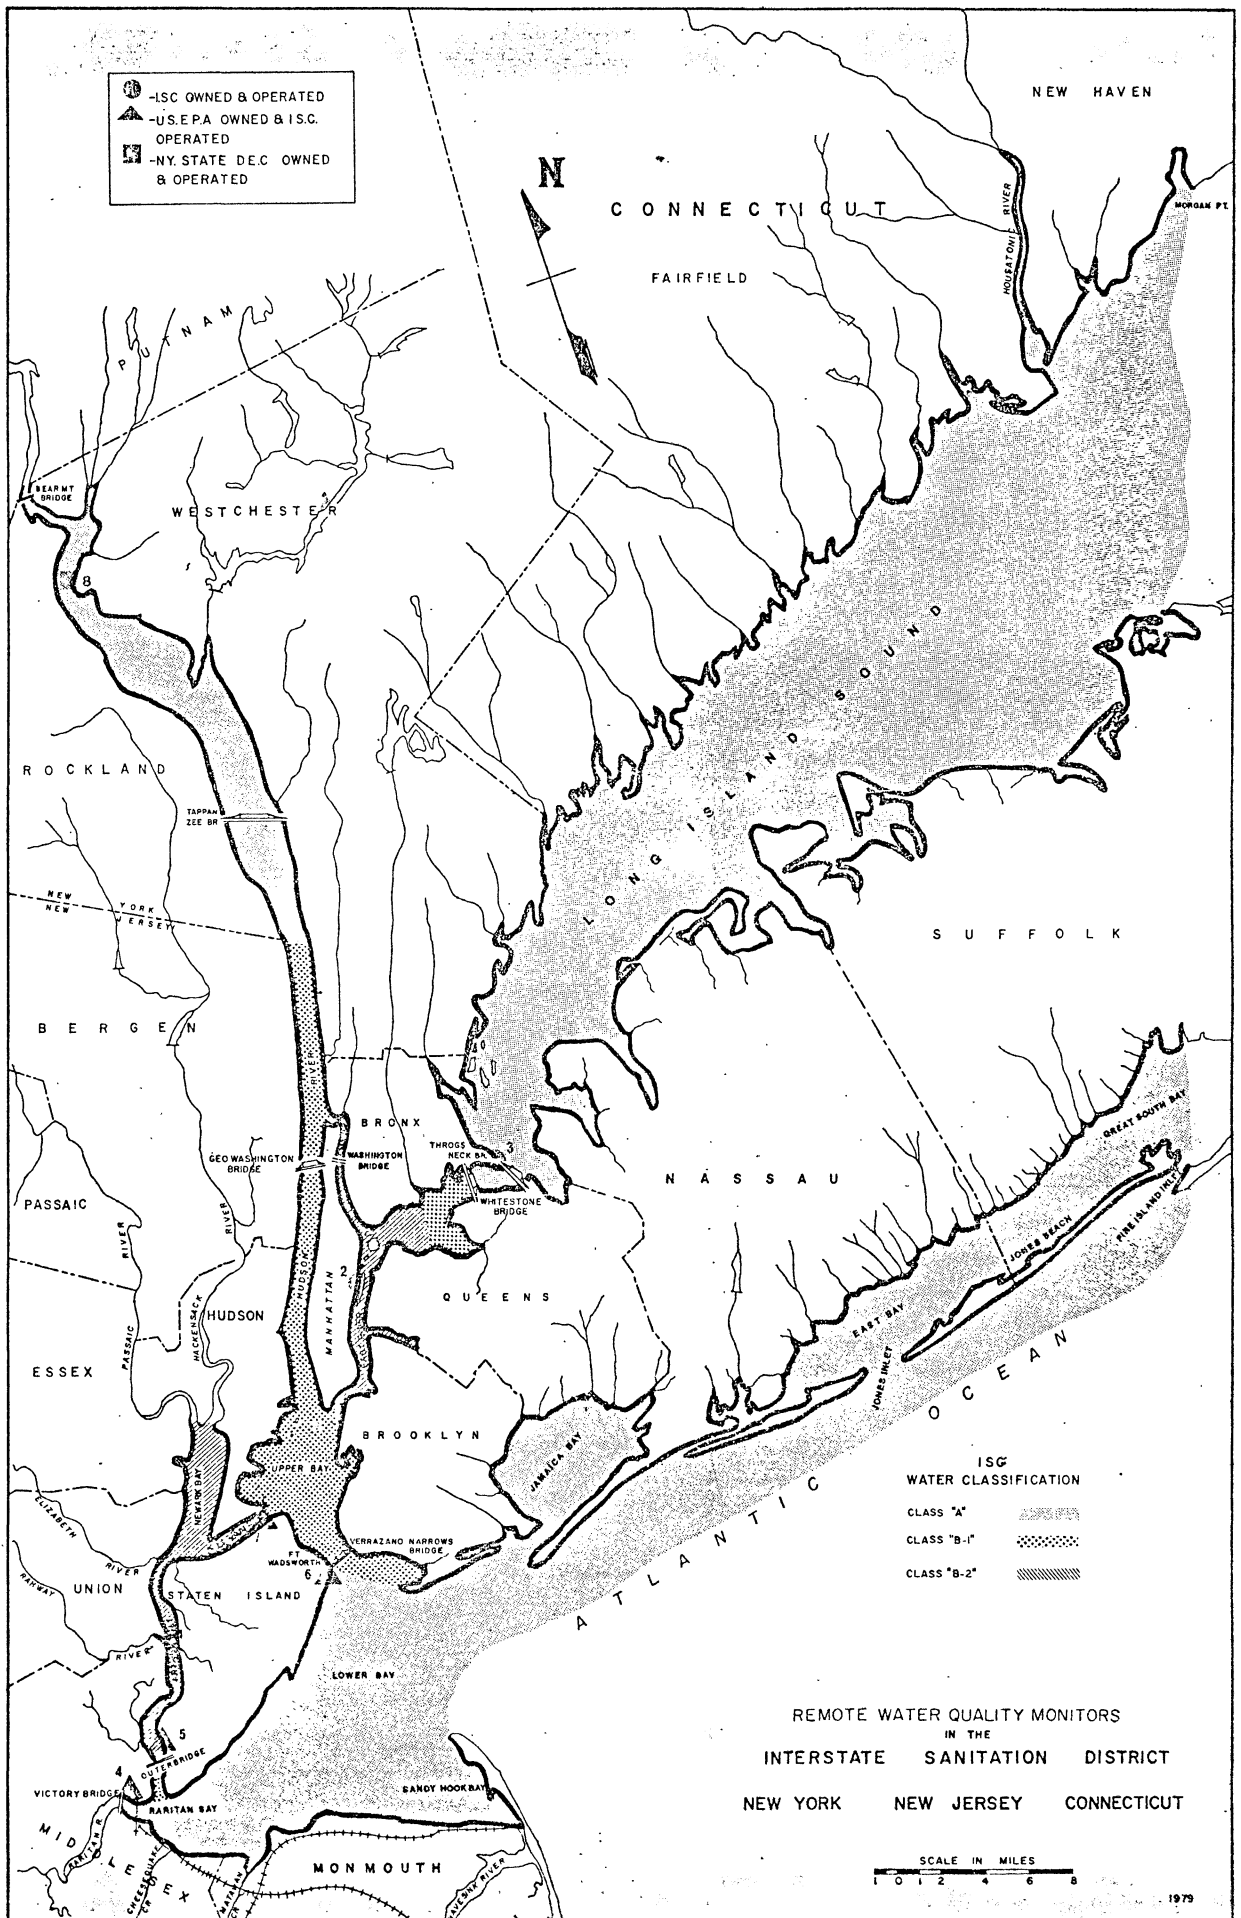 -I.S.C OWNED & OPERATED
-U.S.E.P.A OWNED & I.S.C.
OPERATED
-N.Y. STATE D.E.C OWNED
& OPERATED
N
NEW HAVEN
MORGAN PT.
CONNECTICUT
HOUSATONIC RIVER
FAIRFIELD
PUTNAM
BEAR MT
BRIDGE
WESTCHESTER
8
LONG ISLAND SOUND
ROCKLAND
TAPPAN
ZEE BR
NEW YORK
NEW JERSEY
SUFFOLK
BERGEN
RIVER
BRONX
GREAT SOUTH BAY
GEO WASHINGTON
BRIDGE
WASHINGTON
BRIDGE
THROGS
NECK BR.
3
NASSAU
PASSAIC
WHITESTONE
BRIDGE
FIRE ISLAND INLET
JONES BEACH
RIVER
RIVER
HUDSON
2
MANHATTAN
QUEENS
HUDSON
HACKENSACK
PASSAIC
EAST BAY
ESSEX
JONES INLET
ATLANTIC OCEAN
BROOKLYN
JAMAICA BAY
UPPER BAY
NEWARK BAY
ISC
WATER CLASSIFICATION
CLASS "A"
CLASS "B-1"
CLASS "B-2"
ELIZABETH
RIVER
VERRAZANO NARROWS
BRIDGE
FT
WADSWORTH
6
RAHWAY
RIVER
UNION
STATEN ISLAND
LOWER BAY
REMOTE WATER QUALITY MONITORS
IN THE
INTERSTATE SANITATION DISTRICT
NEW YORK NEW JERSEY CONNECTICUT
5
OUTERBRIDGE
4
VICTORY BRIDGE
RARITAN BAY
SANDY HOOK BAY
RARITAN R.
MIDDLESEX
CHEESEQUAKE
CR
MATAWAN
CR
MONMOUTH
RIVER
SCALE IN MILES
1 0 1 2 4 6 8
1979